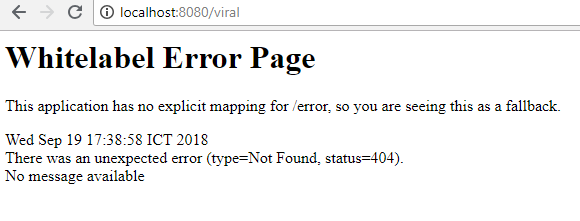 localhost:8080/viral
Whitelabel Error Page
This application has no explicit mapping for /error, so you are seeing this as a fallback.
Wed Sep 19 17:38:58 ICT 2018
There was an unexpected error (type=Not Found, status=404).
No message available